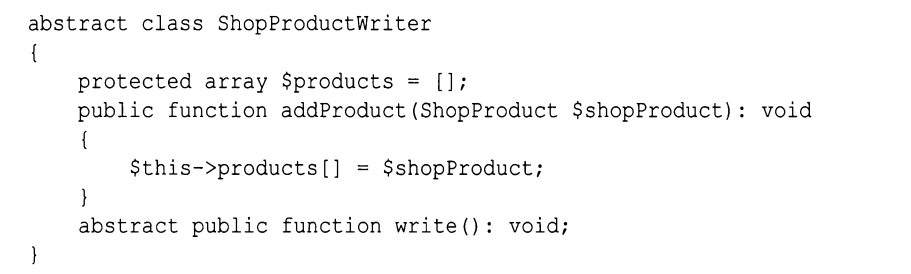 abstract class ShopProductWriter
{
    protected array $products = [];
    public function addProduct(ShopProduct $shopProduct): void
    {
        $this->products[] = $shopProduct;
    }
    abstract public function write(): void;
}